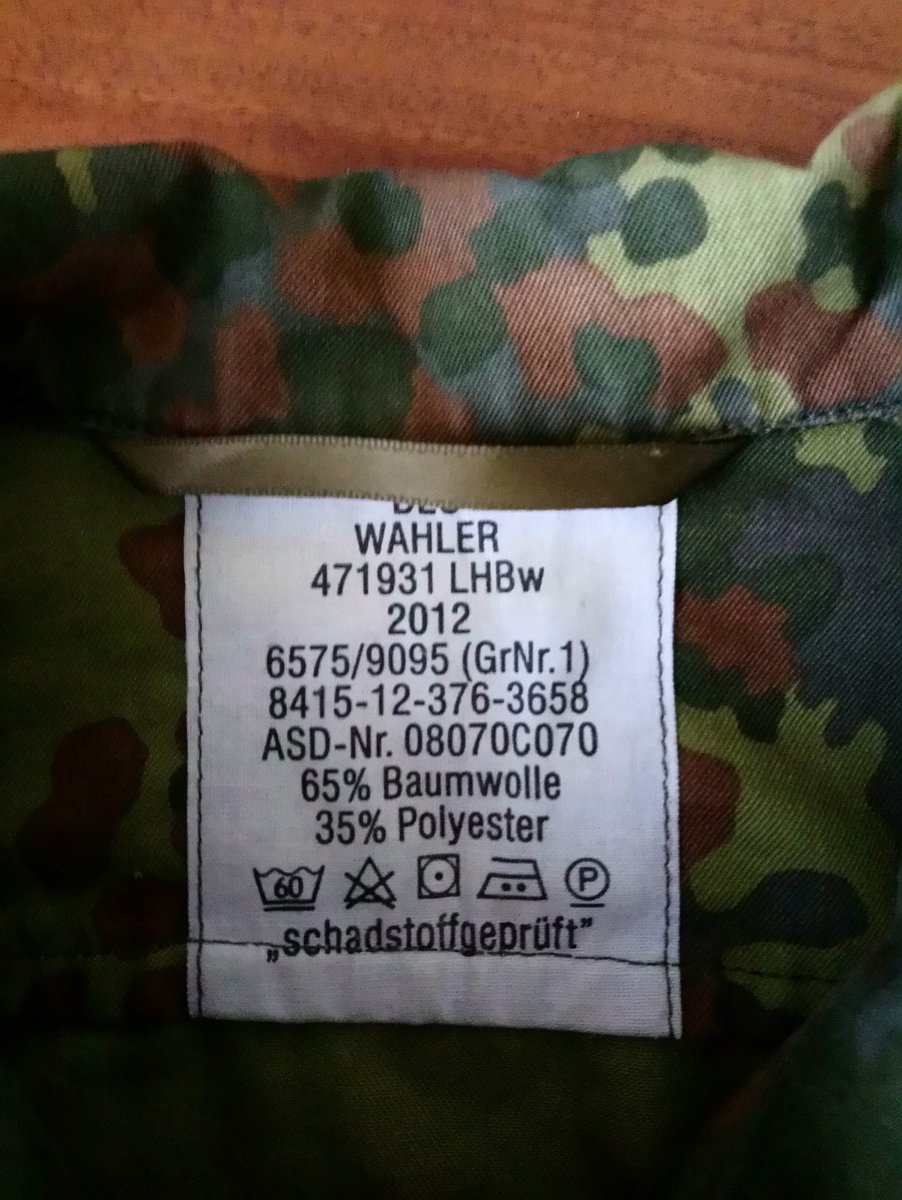 WAHLER
471931 LHBw
2012
6575/9095 (GrNr.1)
8415-12-376-3658
ASD-Nr. 08070C070
65% Baumwolle
35% Polyester
60 P
„schadstoffgeprüft”